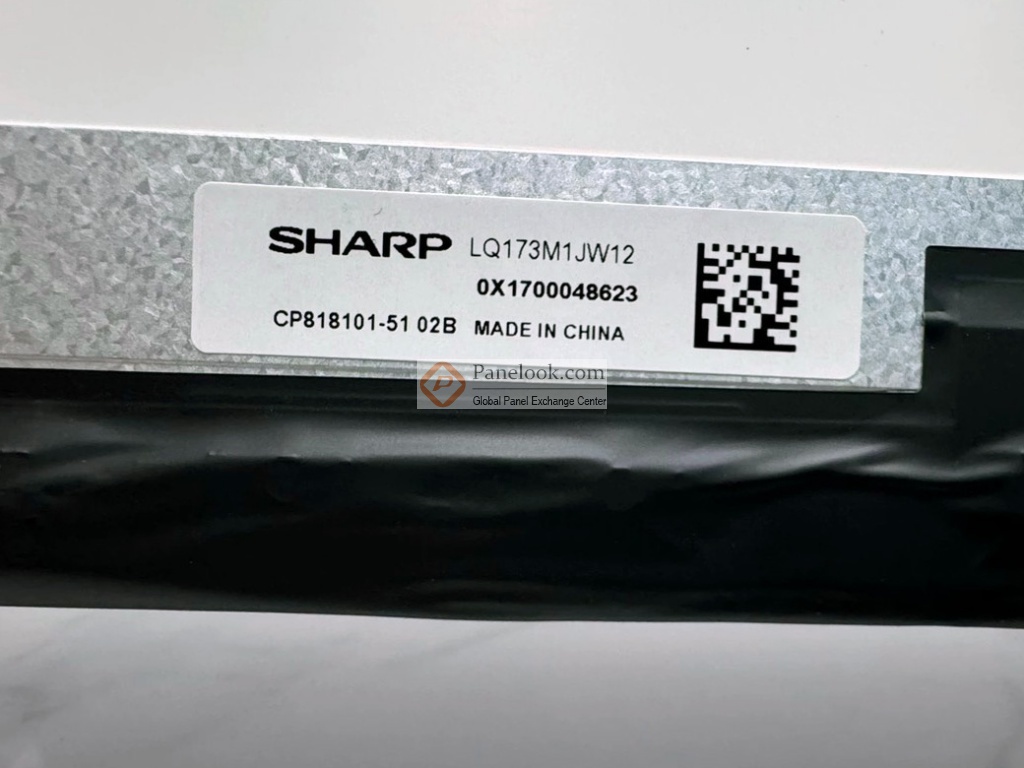 SHARP LQ173M1JW12
0X1700048623
CP818101-51 02B MADE IN CHINA
P Panelook.com
Global Panel Exchange Center